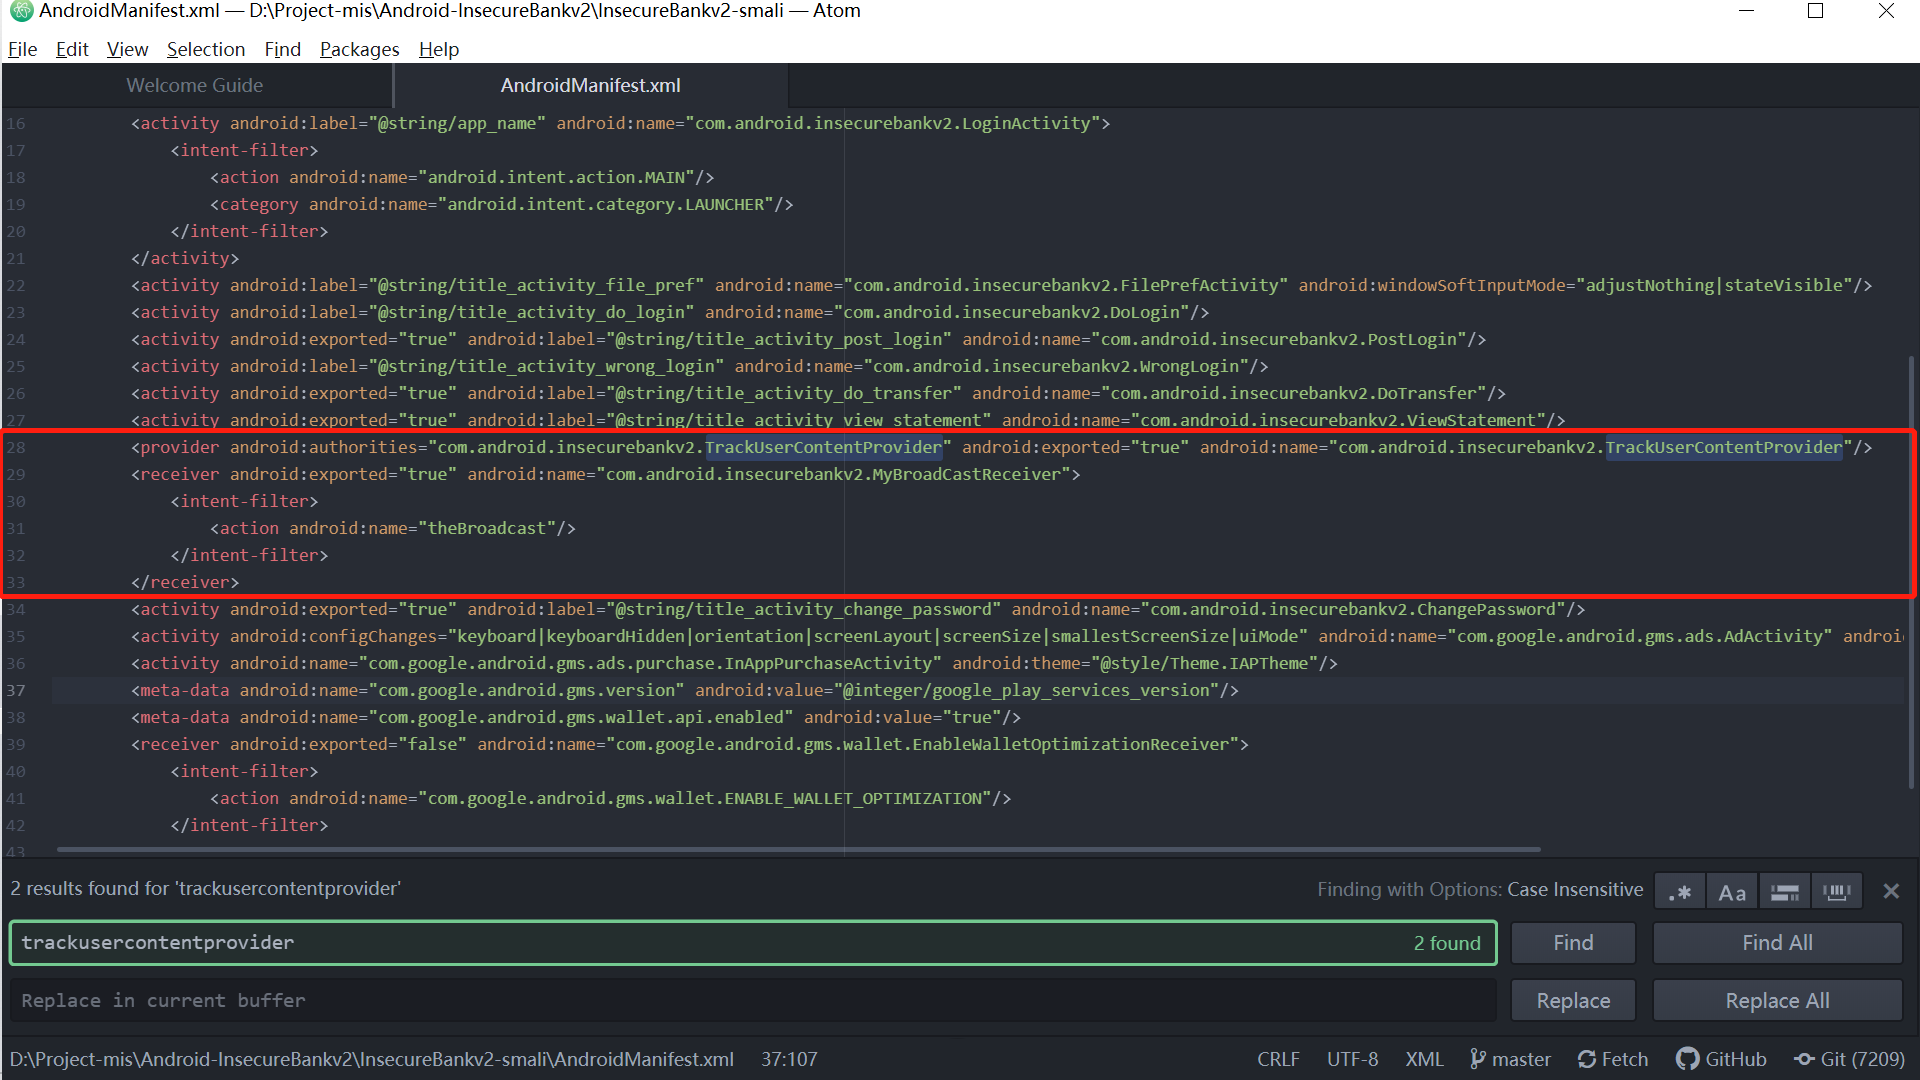 AndroidManifest.xml — D:\Project-mis\Android-InsecureBankv2\InsecureBankv2-smali — Atom
File Edit View Selection Find Packages Help
Welcome Guide AndroidManifest.xml
16 <activity android:label="@string/app_name" android:name="com.android.insecurebankv2.LoginActivity">
17 <intent-filter>
18 <action android:name="android.intent.action.MAIN"/>
19 <category android:name="android.intent.category.LAUNCHER"/>
20 </intent-filter>
21 </activity>
22 <activity android:label="@string/title_activity_file_pref" android:name="com.android.insecurebankv2.FilePrefActivity" android:windowSoftInputMode="adjustNothing|stateVisible"/>
23 <activity android:label="@string/title_activity_do_login" android:name="com.android.insecurebankv2.DoLogin"/>
24 <activity android:exported="true" android:label="@string/title_activity_post_login" android:name="com.android.insecurebankv2.PostLogin"/>
25 <activity android:label="@string/title_activity_wrong_login" android:name="com.android.insecurebankv2.WrongLogin"/>
26 <activity android:exported="true" android:label="@string/title_activity_do_transfer" android:name="com.android.insecurebankv2.DoTransfer"/>
27 <activity android:exported="true" android:label="@string/title_activity_view_statement" android:name="com.android.insecurebankv2.ViewStatement"/>
28 <provider android:authorities="com.android.insecurebankv2.TrackUserContentProvider" android:exported="true" android:name="com.android.insecurebankv2.TrackUserContentProvider"/>
29 <receiver android:exported="true" android:name="com.android.insecurebankv2.MyBroadCastReceiver">
30 <intent-filter>
31 <action android:name="theBroadcast"/>
32 </intent-filter>
33 </receiver>
34 <activity android:exported="true" android:label="@string/title_activity_change_password" android:name="com.android.insecurebankv2.ChangePassword"/>
35 <activity android:configChanges="keyboard|keyboardHidden|orientation|screenLayout|screenSize|smallestScreenSize|uiMode" android:name="com.google.android.gms.ads.AdActivity" androi
36 <activity android:name="com.google.android.gms.ads.purchase.InAppPurchaseActivity" android:theme="@style/Theme.IAPTheme"/>
37 <meta-data android:name="com.google.android.gms.version" android:value="@integer/google_play_services_version"/>
38 <meta-data android:name="com.google.android.gms.wallet.api.enabled" android:value="true"/>
39 <receiver android:exported="false" android:name="com.google.android.gms.wallet.EnableWalletOptimizationReceiver">
40 <intent-filter>
41 <action android:name="com.google.android.gms.wallet.ENABLE_WALLET_OPTIMIZATION"/>
42 </intent-filter>
43
2 results found for 'trackusercontentprovider' Finding with Options: Case Insensitive .* Aa
trackusercontentprovider 2 found Find Find All
Replace in current buffer Replace Replace All
D:\Project-mis\Android-InsecureBankv2\InsecureBankv2-smali\AndroidManifest.xml 37:107 CRLF UTF-8 XML master Fetch GitHub Git (7209)